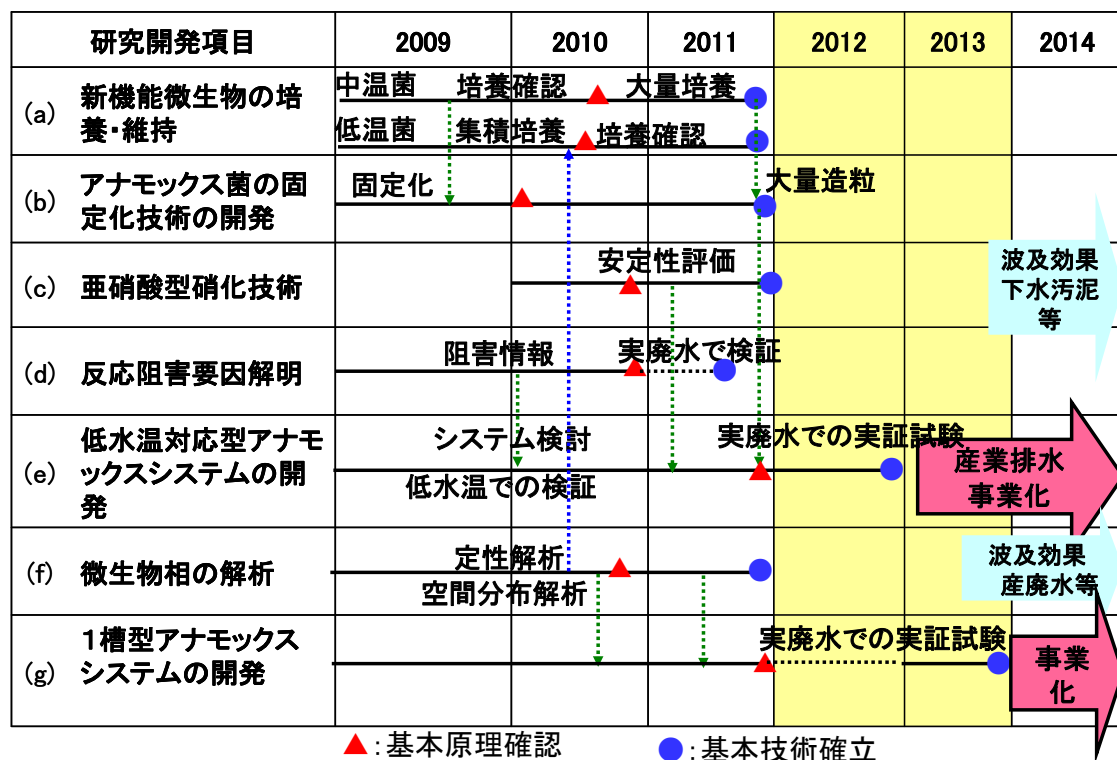 研究開発項目 2009 2010 2011 2012 2013 2014
(a) 新機能微生物の培
養・維持
中温菌 培養確認 大量培養
低温菌 集積培養 培養確認
(b) アナモックス菌の固
定化技術の開発
固定化 大量造粒
(c) 亜硝酸型硝化技術
安定性評価
波及効果
下水汚泥
等
(d) 反応阻害要因解明
阻害情報 実廃水で検証
(e) 低水温対応型アナモ
ックスシステムの開
発
システム検討 実廃水での実証試験
低水温での検証
産業排水
事業化
(f) 微生物相の解析
定性解析
空間分布解析
波及効果
産廃水等
(g) 1槽型アナモックス
システムの開発
実廃水での実証試験
事業
化
▲:基本原理確認 ●:基本技術確立